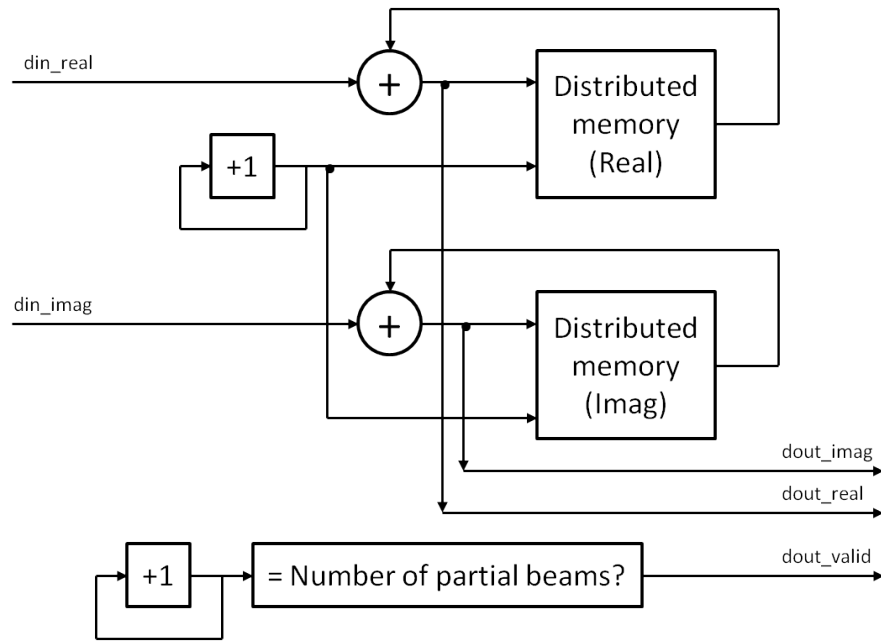 din_real
+
Distributed
memory
(Real)
+1
din_imag
+
Distributed
memory
(Imag)
dout_imag
dout_real
+1
= Number of partial beams?
dout_valid